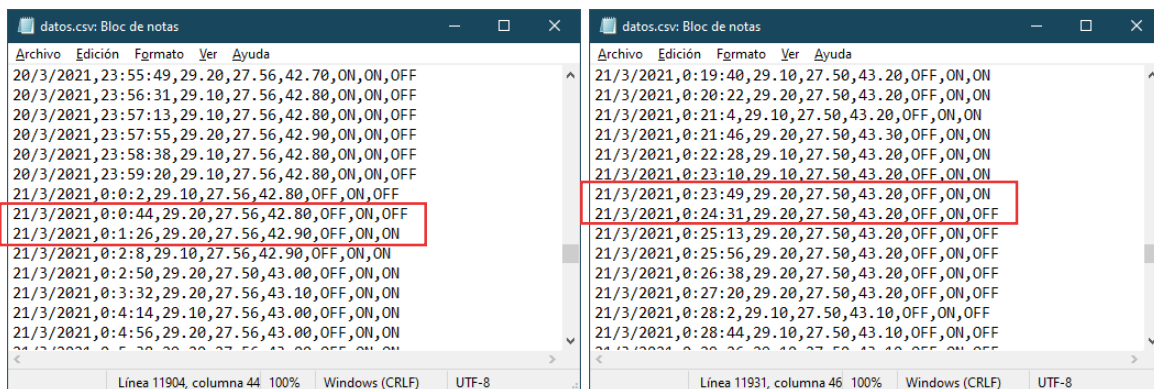 datos.csv: Bloc de notas
Archivo Edición Formato Ver Ayuda
20/3/2021,23:55:49,29.20,27.56,42.70,ON,ON,OFF
20/3/2021,23:56:31,29.10,27.56,42.80,ON,ON,OFF
20/3/2021,23:57:13,29.10,27.56,42.80,ON,ON,OFF
20/3/2021,23:57:55,29.20,27.56,42.90,ON,ON,OFF
20/3/2021,23:58:38,29.10,27.56,42.80,ON,ON,OFF
20/3/2021,23:59:20,29.10,27.56,42.80,ON,ON,OFF
21/3/2021,0:0:2,29.10,27.56,42.80,OFF,ON,OFF
21/3/2021,0:0:44,29.20,27.56,42.80,OFF,ON,OFF
21/3/2021,0:1:26,29.20,27.56,42.90,OFF,ON,ON
21/3/2021,0:2:8,29.10,27.56,42.90,OFF,ON,ON
21/3/2021,0:2:50,29.20,27.50,43.00,OFF,ON,ON
21/3/2021,0:3:32,29.20,27.56,43.10,OFF,ON,ON
21/3/2021,0:4:14,29.10,27.56,43.00,OFF,ON,ON
21/3/2021,0:4:56,29.20,27.56,43.00,OFF,ON,ON
Línea 11904, columna 44 100% Windows (CRLF) UTF-8
datos.csv: Bloc de notas
Archivo Edición Formato Ver Ayuda
21/3/2021,0:19:40,29.10,27.50,43.20,OFF,ON,ON
21/3/2021,0:20:22,29.20,27.50,43.20,OFF,ON,ON
21/3/2021,0:21:4,29.10,27.50,43.20,OFF,ON,ON
21/3/2021,0:21:46,29.20,27.50,43.30,OFF,ON,ON
21/3/2021,0:22:28,29.10,27.50,43.20,OFF,ON,ON
21/3/2021,0:23:10,29.10,27.50,43.20,OFF,ON,ON
21/3/2021,0:23:49,29.20,27.50,43.20,OFF,ON,ON
21/3/2021,0:24:31,29.20,27.50,43.20,OFF,ON,OFF
21/3/2021,0:25:13,29.20,27.50,43.20,OFF,ON,OFF
21/3/2021,0:25:56,29.20,27.50,43.20,OFF,ON,OFF
21/3/2021,0:26:38,29.20,27.50,43.20,OFF,ON,OFF
21/3/2021,0:27:20,29.20,27.50,43.20,OFF,ON,OFF
21/3/2021,0:28:2,29.10,27.50,43.10,OFF,ON,OFF
21/3/2021,0:28:44,29.10,27.50,43.10,OFF,ON,OFF
Línea 11931, columna 46 100% Windows (CRLF) UTF-8